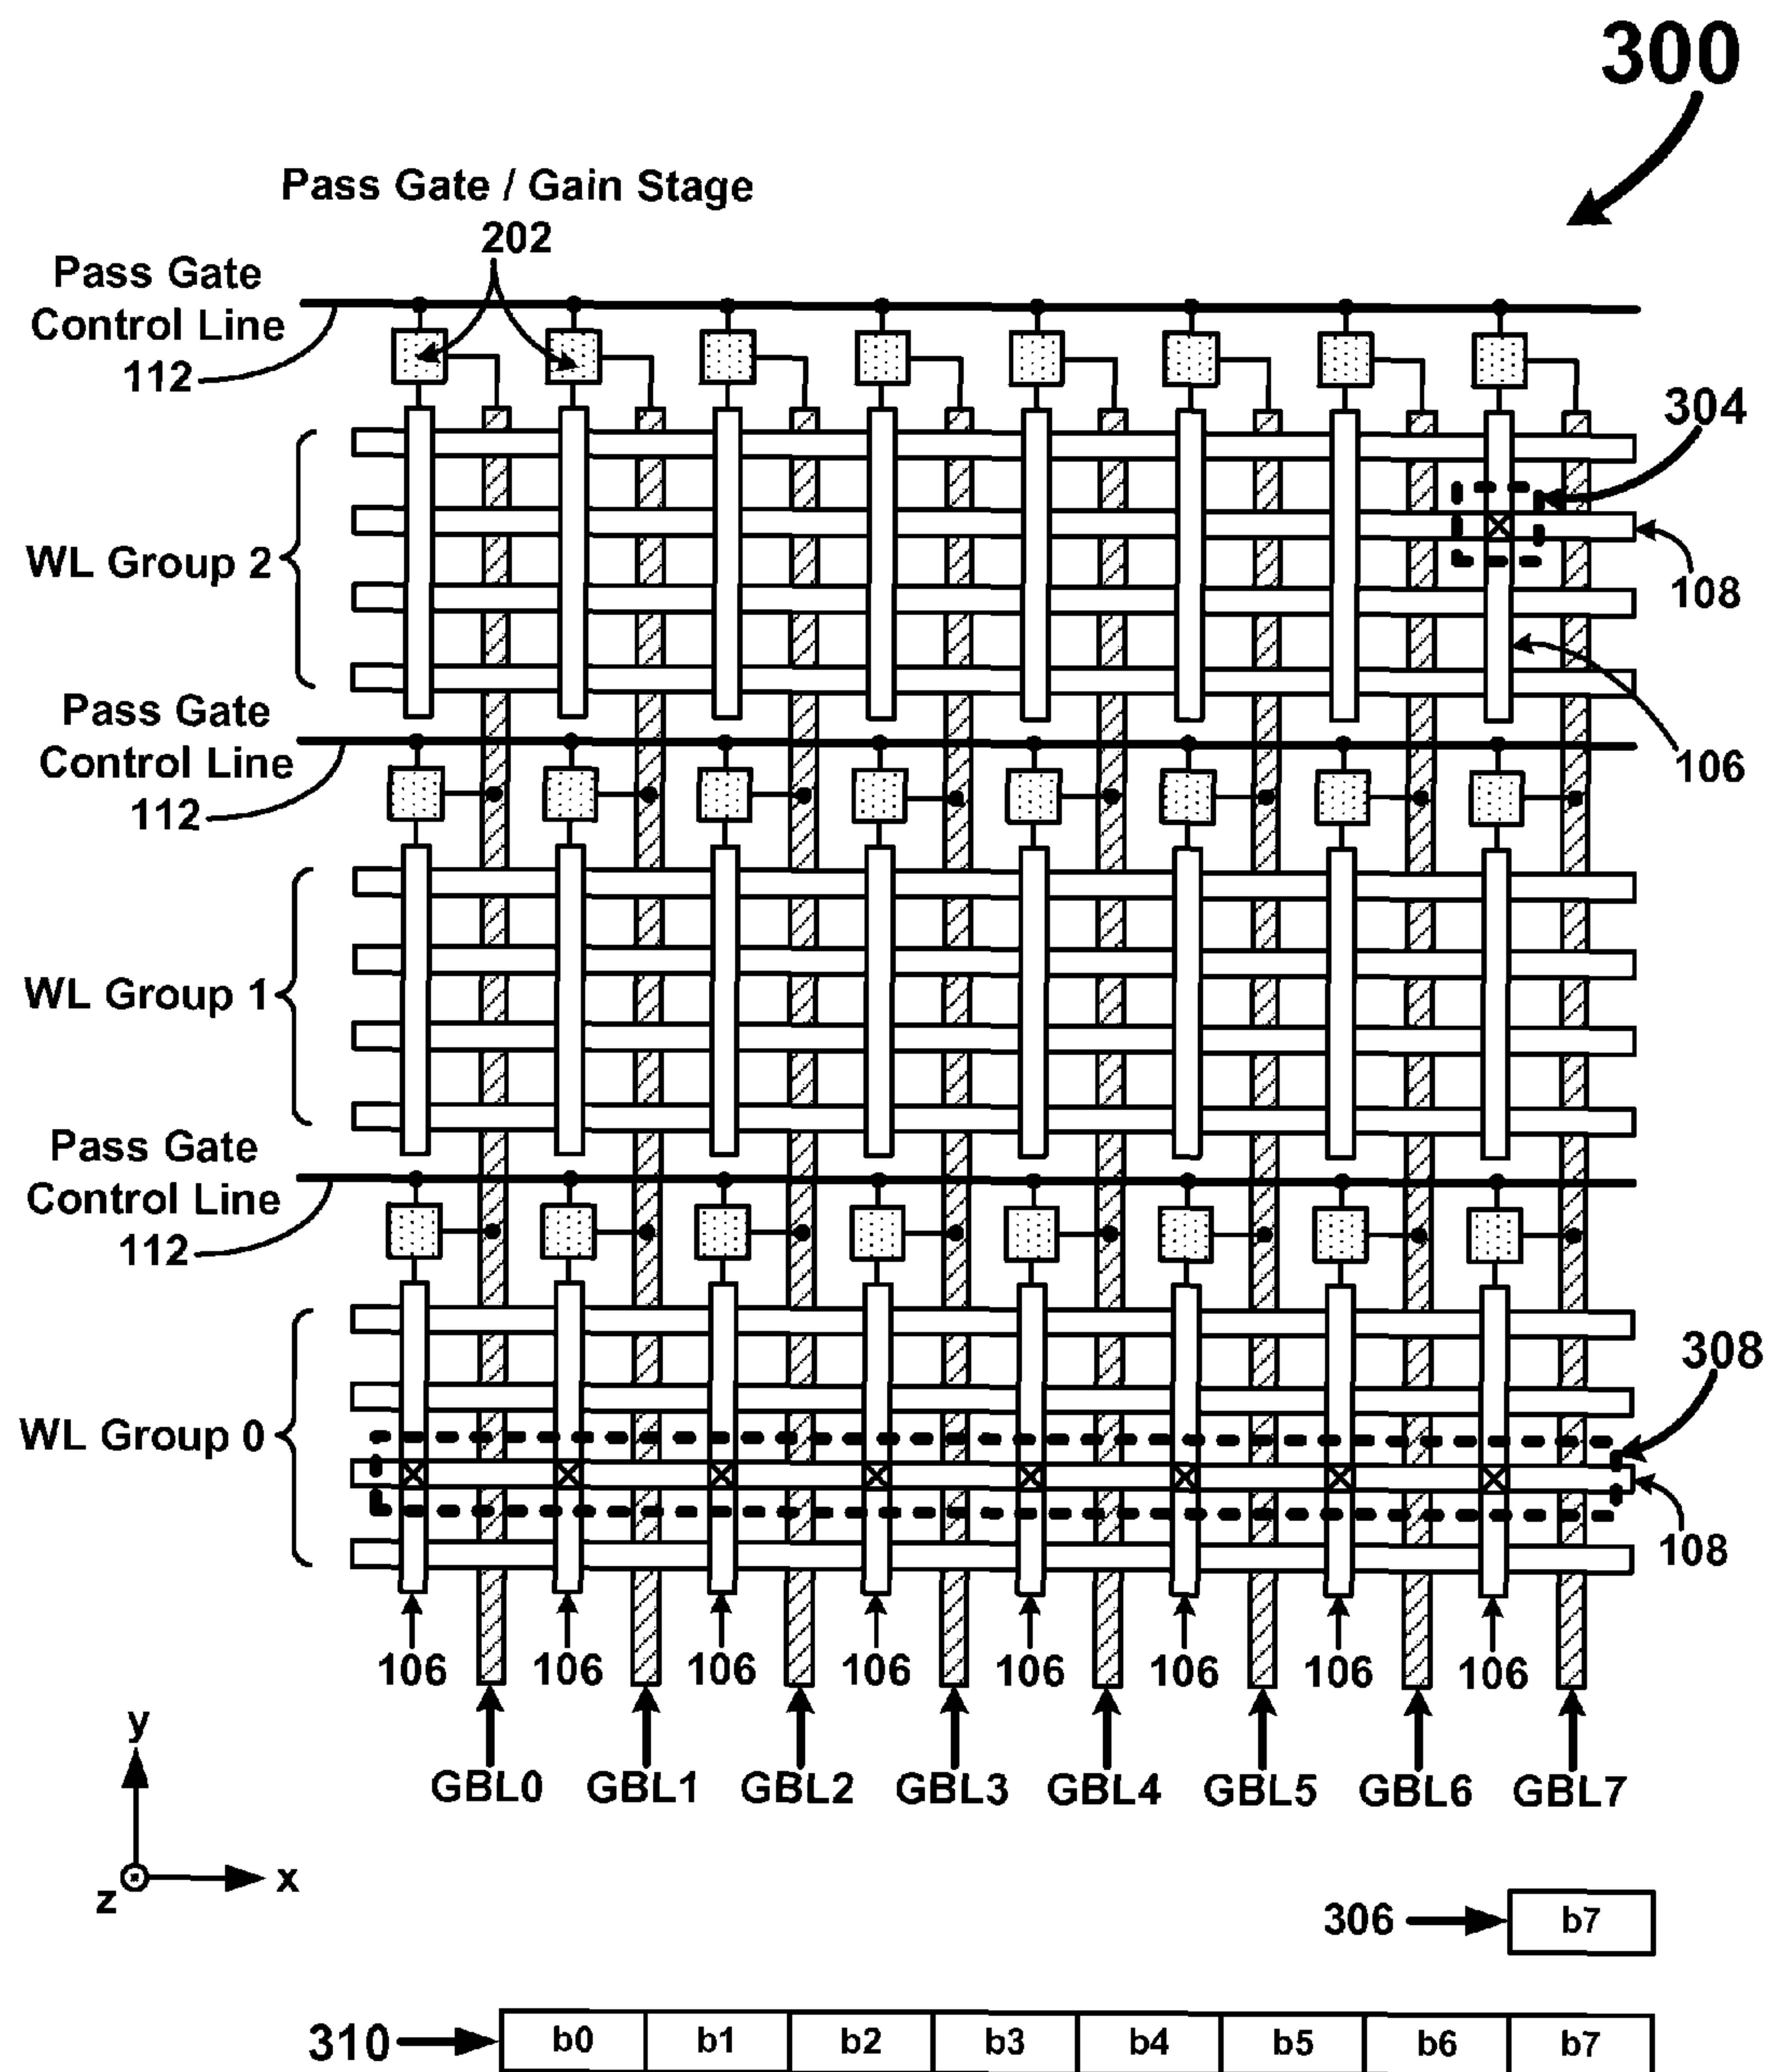 300
Pass Gate / Gain Stage
202
Pass Gate
Control Line
112
304
WL Group 2
108
Pass Gate
Control Line
112
106
WL Group 1
Pass Gate
Control Line
112
308
WL Group 0
108
106 106 106 106 106 106 106 106
GBL0 GBL1 GBL2 GBL3 GBL4 GBL5 GBL6 GBL7
y
x
z
306 b7
310 b0 b1 b2 b3 b4 b5 b6 b7